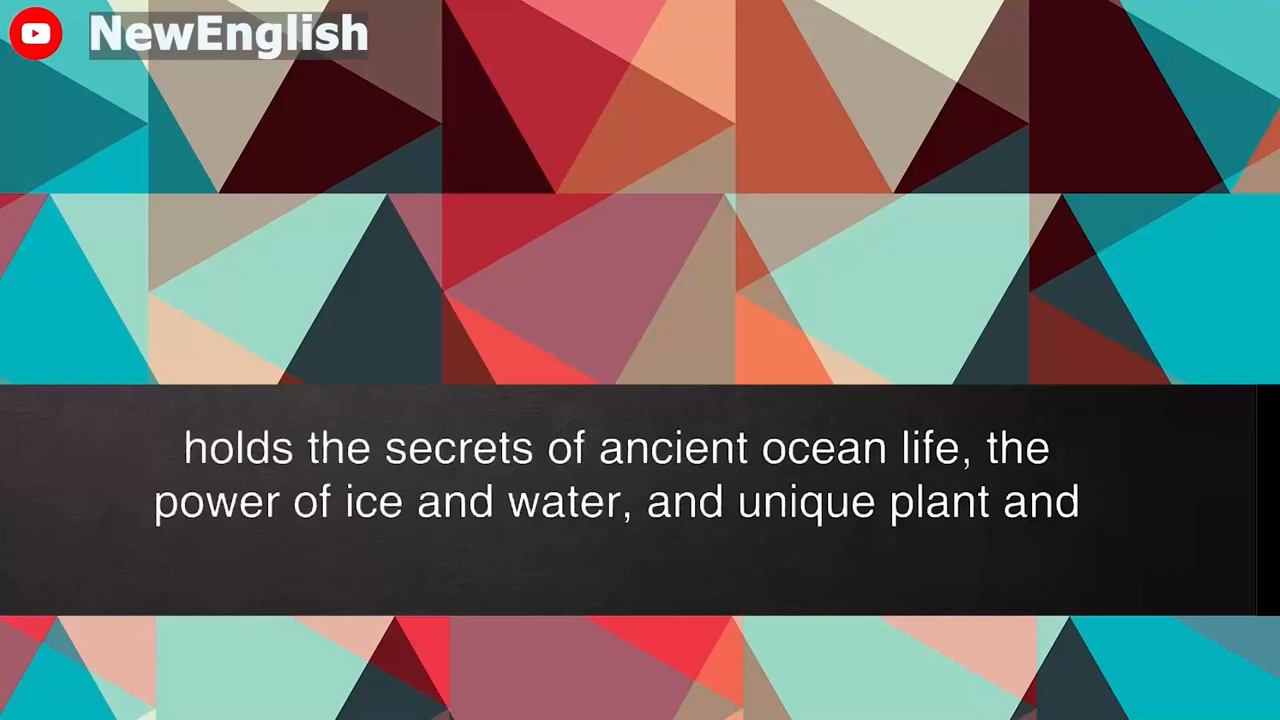 NewEnglish
holds the secrets of ancient ocean life, the
power of ice and water, and unique plant and